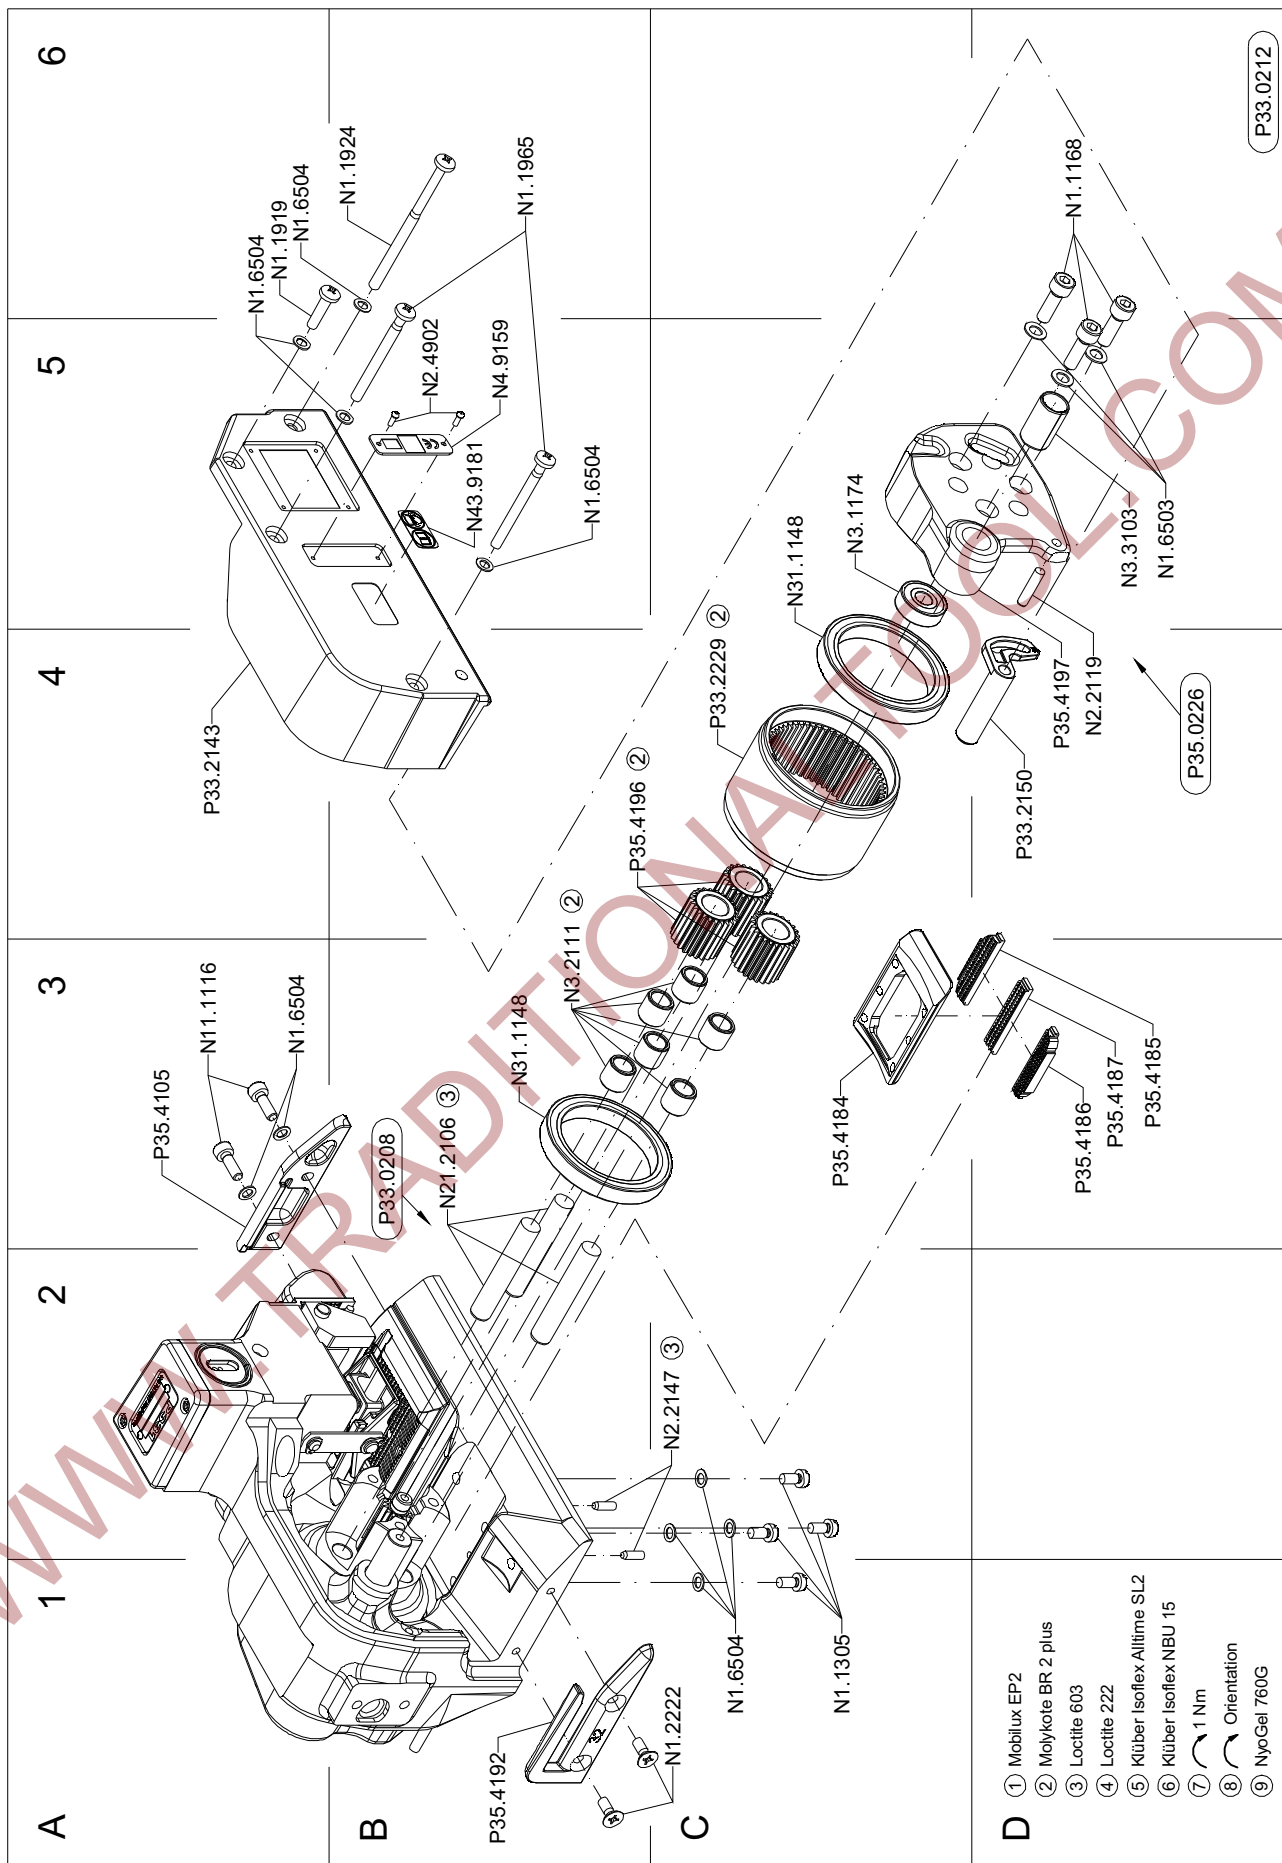 A
B
C
D
1
2
3
4
5
6
P33.2143
N1.6504
N1.1919
N1.6504
N1.1924
N1.1965
N2.4902
N4.9159
N43.9181
N1.6504
P35.4105
N11.1116
N1.6504
P33.0208
N21.2106 ③
N31.1148
N3.2111 ②
P35.4196 ②
P33.2229 ②
N31.1148
N3.1174
N1.1168
N3.3103
N1.6503
P35.4197
N2.2119
P33.2150
P35.0226
P35.4184
P35.4186
P35.4187
P35.4185
N2.2147 ③
N1.6504
N1.1305
P35.4192
N1.2222
① Mobilux EP2
② Molykote BR 2 plus
③ Loctite 603
④ Loctite 222
⑤ Klüber Isoflex Alltime SL2
⑥ Klüber Isoflex NBU 15
⑦ 1 Nm
⑧ Orientation
⑨ NyoGel 760G
P33.0212
WWW.TRADITIONALTOOL.COM